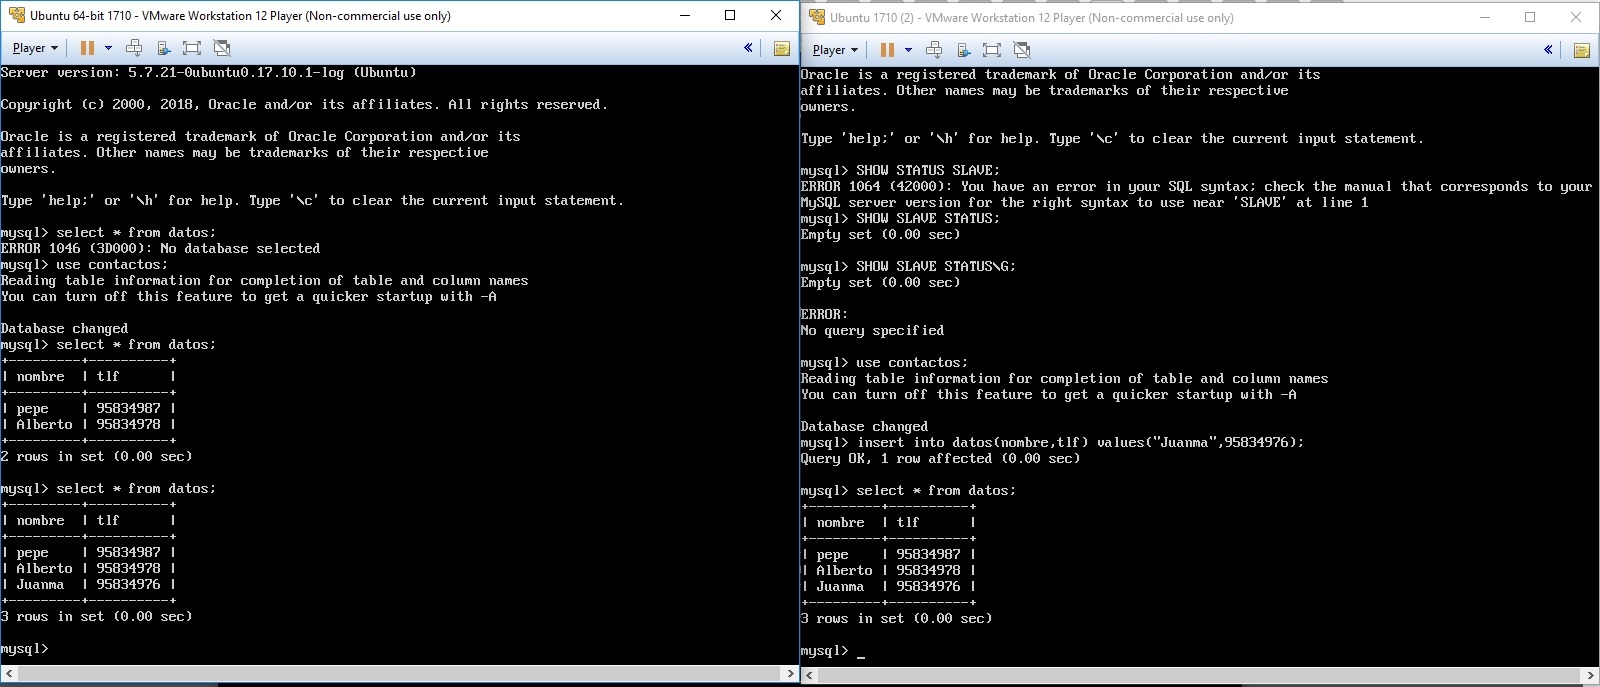 Ubuntu 64-bit 1710 - VMware Workstation 12 Player (Non-commercial use only)
Player
Server version: 5.7.21-0ubuntu0.17.10.1-log (Ubuntu)
Copyright (c) 2000, 2018, Oracle and/or its affiliates. All rights reserved.
Oracle is a registered trademark of Oracle Corporation and/or its
affiliates. Other names may be trademarks of their respective
owners.
Type 'help;' or '\h' for help. Type '\c' to clear the current input statement.
mysql> select * from datos;
ERROR 1046 (3D000): No database selected
mysql> use contactos;
Reading table information for completion of table and column names
You can turn off this feature to get a quicker startup with -A
Database changed
mysql> select * from datos;
+---------+----------+
| nombre  | tlf      |
+---------+----------+
| pepe    | 95834987 |
| Alberto | 95834978 |
+---------+----------+
2 rows in set (0.00 sec)
mysql> select * from datos;
+---------+----------+
| nombre  | tlf      |
+---------+----------+
| pepe    | 95834987 |
| Alberto | 95834978 |
| Juanma  | 95834976 |
+---------+----------+
3 rows in set (0.00 sec)
mysql>
Ubuntu 1710 (2) - VMware Workstation 12 Player (Non-commercial use only)
Player
Oracle is a registered trademark of Oracle Corporation and/or its
affiliates. Other names may be trademarks of their respective
owners.
Type 'help;' or '\h' for help. Type '\c' to clear the current input statement.
mysql> SHOW STATUS SLAVE;
ERROR 1064 (42000): You have an error in your SQL syntax; check the manual that corresponds to your
MySQL server version for the right syntax to use near 'SLAVE' at line 1
mysql> SHOW SLAVE STATUS;
Empty set (0.00 sec)
mysql> SHOW SLAVE STATUS\G;
Empty set (0.00 sec)
ERROR:
No query specified
mysql> use contactos;
Reading table information for completion of table and column names
You can turn off this feature to get a quicker startup with -A
Database changed
mysql> insert into datos(nombre,tlf) values("Juanma",95834976);
Query OK, 1 row affected (0.00 sec)
mysql> select * from datos;
+---------+----------+
| nombre  | tlf      |
+---------+----------+
| pepe    | 95834987 |
| Alberto | 95834978 |
| Juanma  | 95834976 |
+---------+----------+
3 rows in set (0.00 sec)
mysql> _